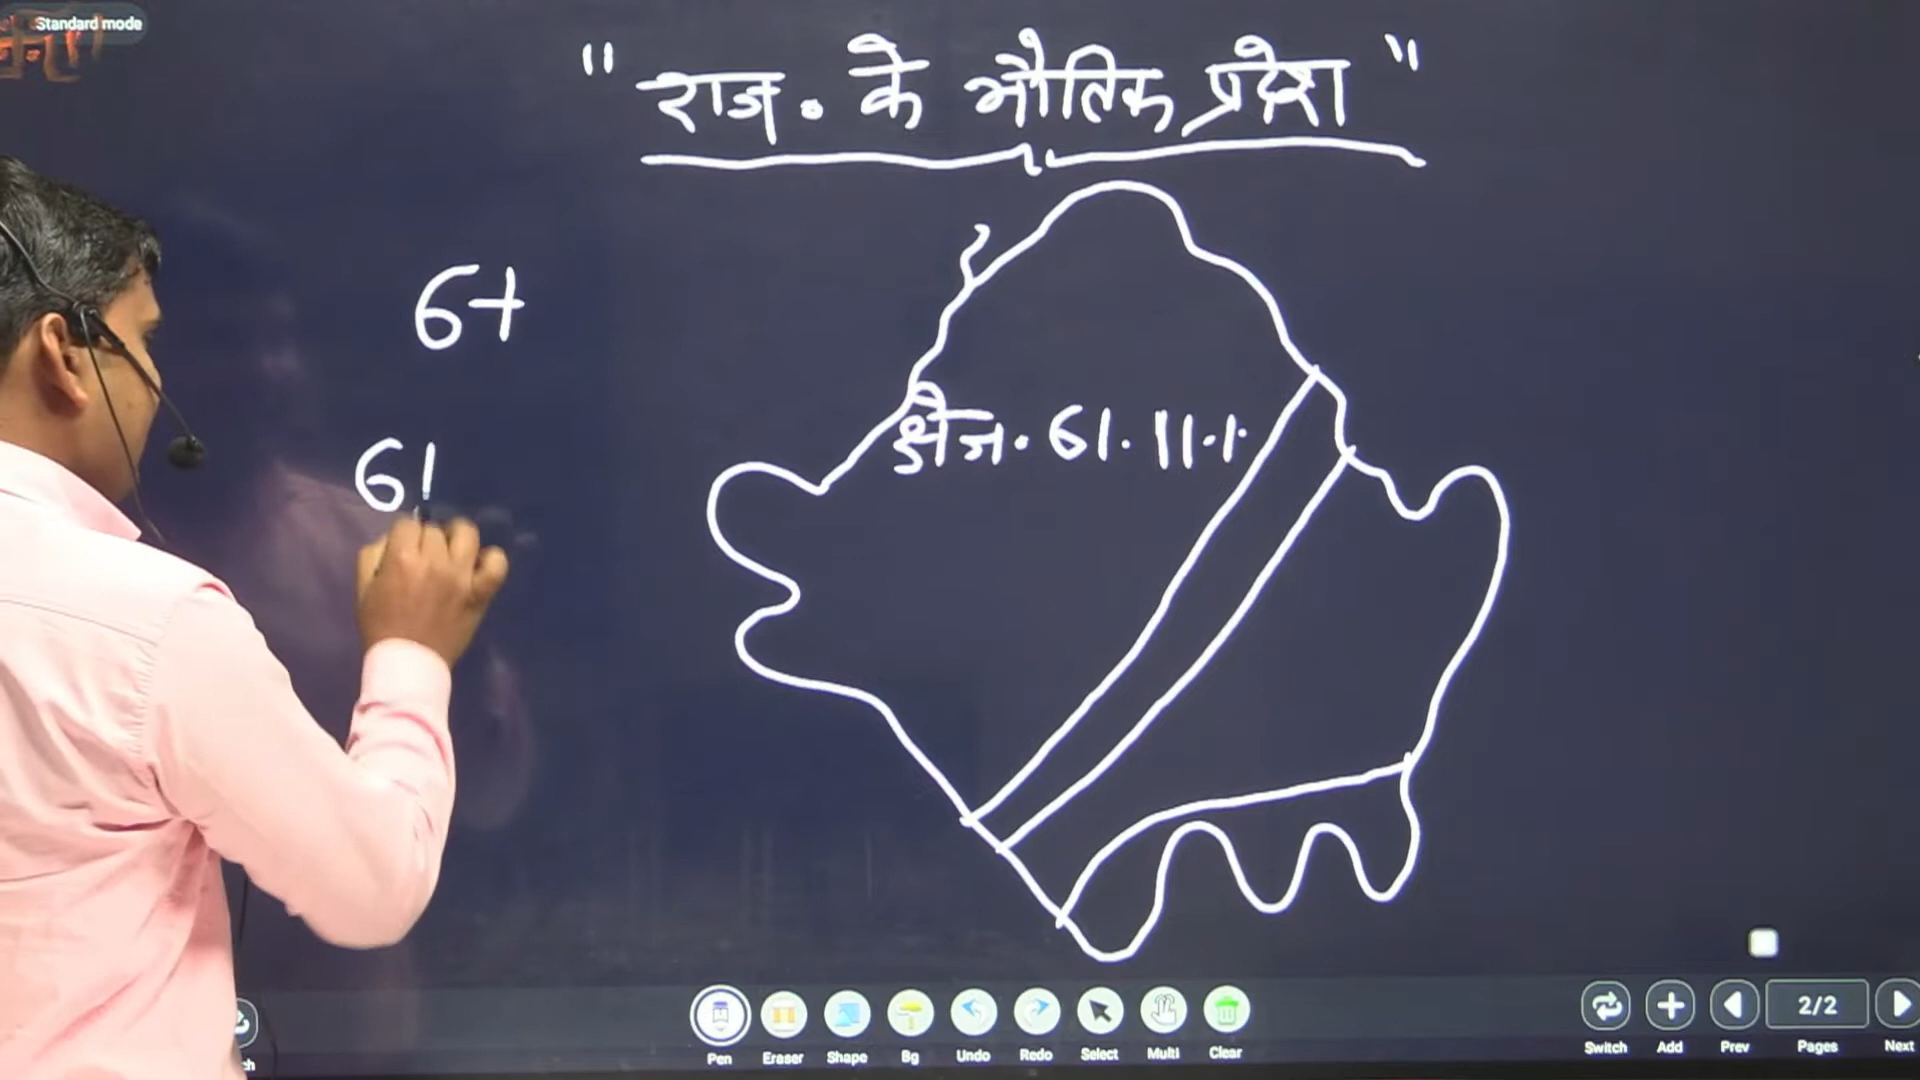 Standard mode
" राज. के भौतिक प्रदेश "
6+
क्षैत्र. 61.11%
61
Pen Eraser Shape Bg Undo Redo Select Multi Clear
Switch Add Prev Pages Next
2/2